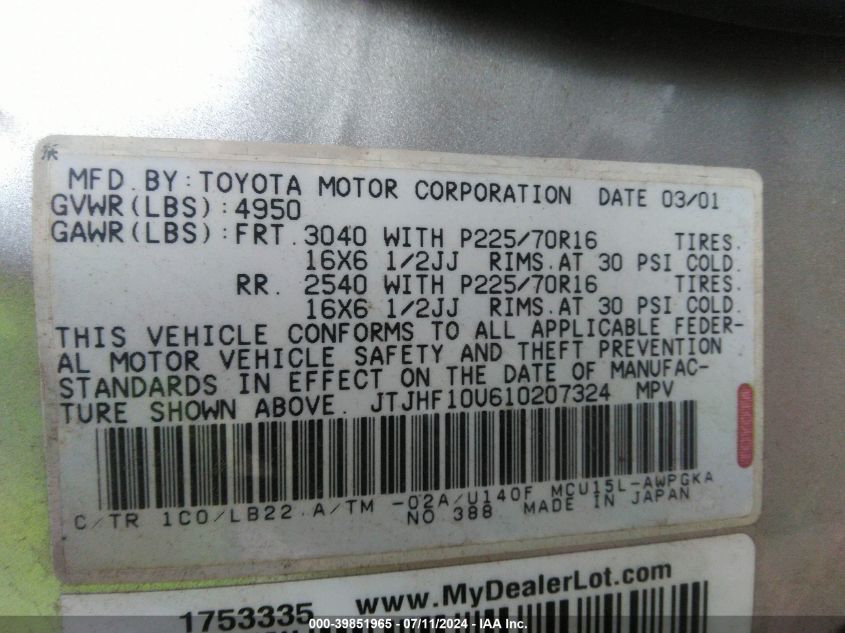 MFD. BY: TOYOTA MOTOR CORPORATION DATE 03/01
GVWR(LBS):4950
GAWR(LBS):FRT. 3040 WITH P225/70R16 TIRES.
16X6 1/2JJ RIMS.AT 30 PSI COLD.
RR. 2540 WITH P225/70R16 TIRES.
16X6 1/2JJ RIMS.AT 30 PSI COLD.
THIS VEHICLE CONFORMS TO ALL APPLICABLE FEDER-
AL MOTOR VEHICLE SAFETY AND THEFT PREVENTION
STANDARDS IN EFFECT ON THE DATE OF MANUFAC-
TURE SHOWN ABOVE. JTJHF10U610207324 MPV
C/TR 1C0/LB22 A/TM -02A/U140F MCU15L-AWPGKA
NO 388 MADE IN JAPAN
1753335 www.MyDealerLot.com
000-39851965 - 07/11/2024 - IAA Inc.